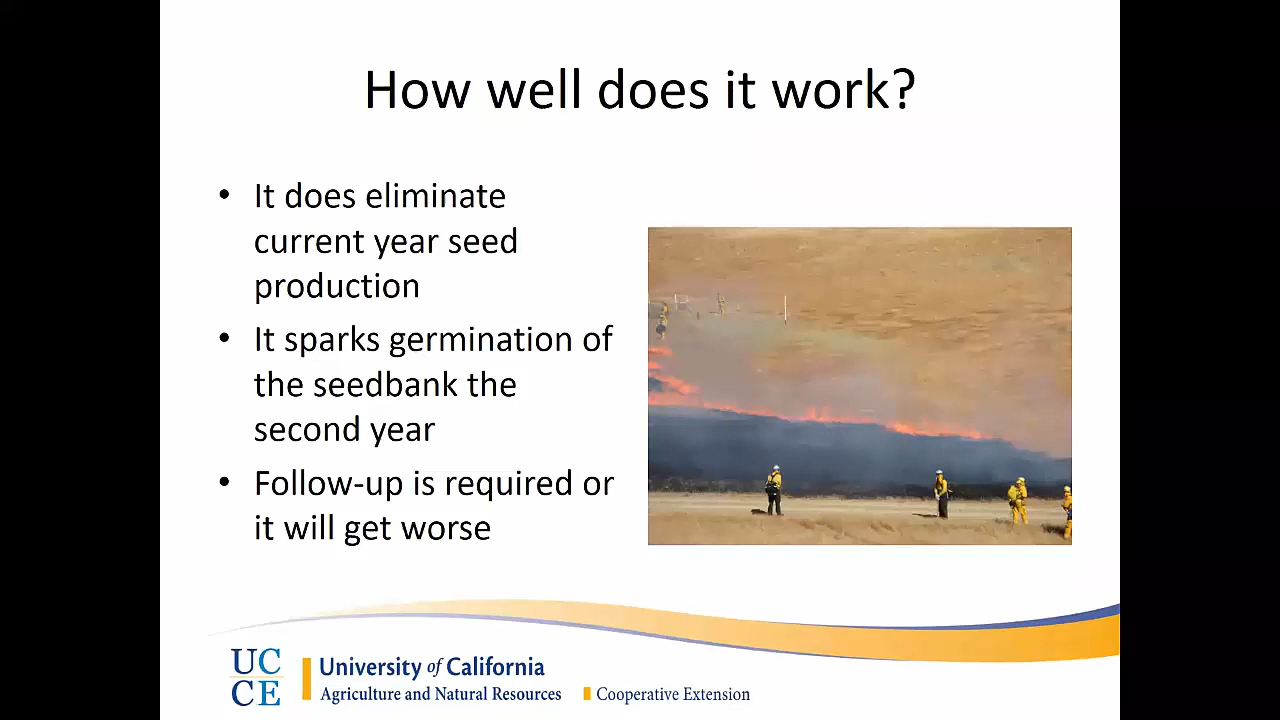 How well does it work?
• It does eliminate
current year seed
production
• It sparks germination of
the seedbank the
second year
• Follow-up is required or
it will get worse
UC
CE
University of California
Agriculture and Natural Resources
Cooperative Extension